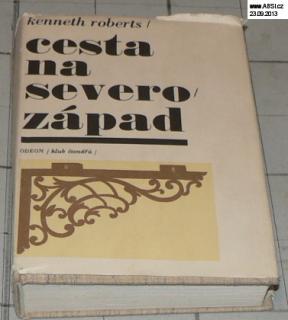 www.ABSI.cz
23.09.2013
kenneth roberts/
cesta
na
severo/
západ
ODEON / klub čtenářů /